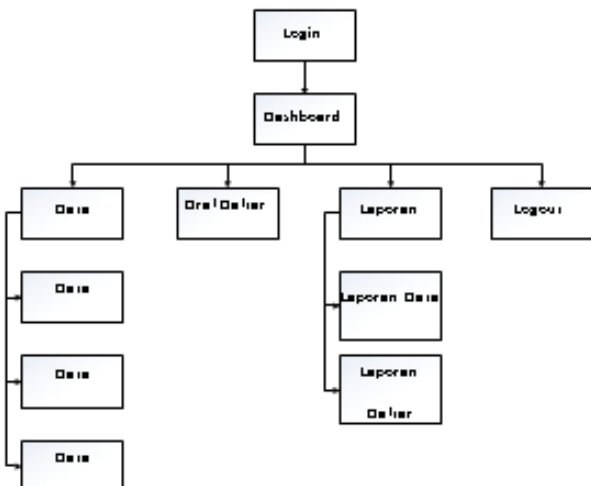 Login
Dashboard
Data
Laporan
Logout
Data
Laporan Data
Data
Laporan
Data